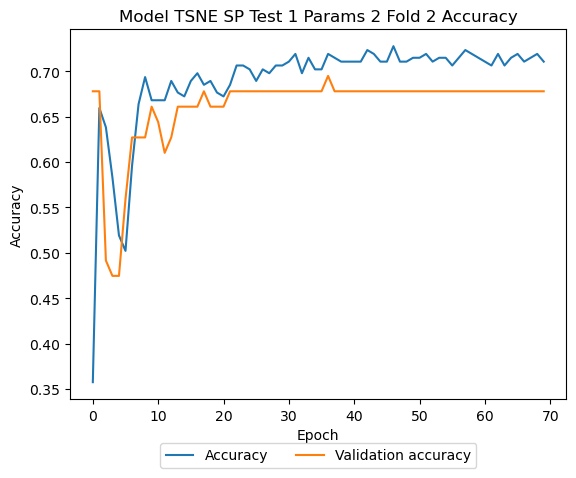 Model TSNE SP Test 1 Params 2 Fold 2 Accuracy
Accuracy
0.70
0.65
0.60
0.55
0.50
0.45
0.40
0.35
0 10 20 30 40 50 60 70
Epoch
Accuracy Validation accuracy